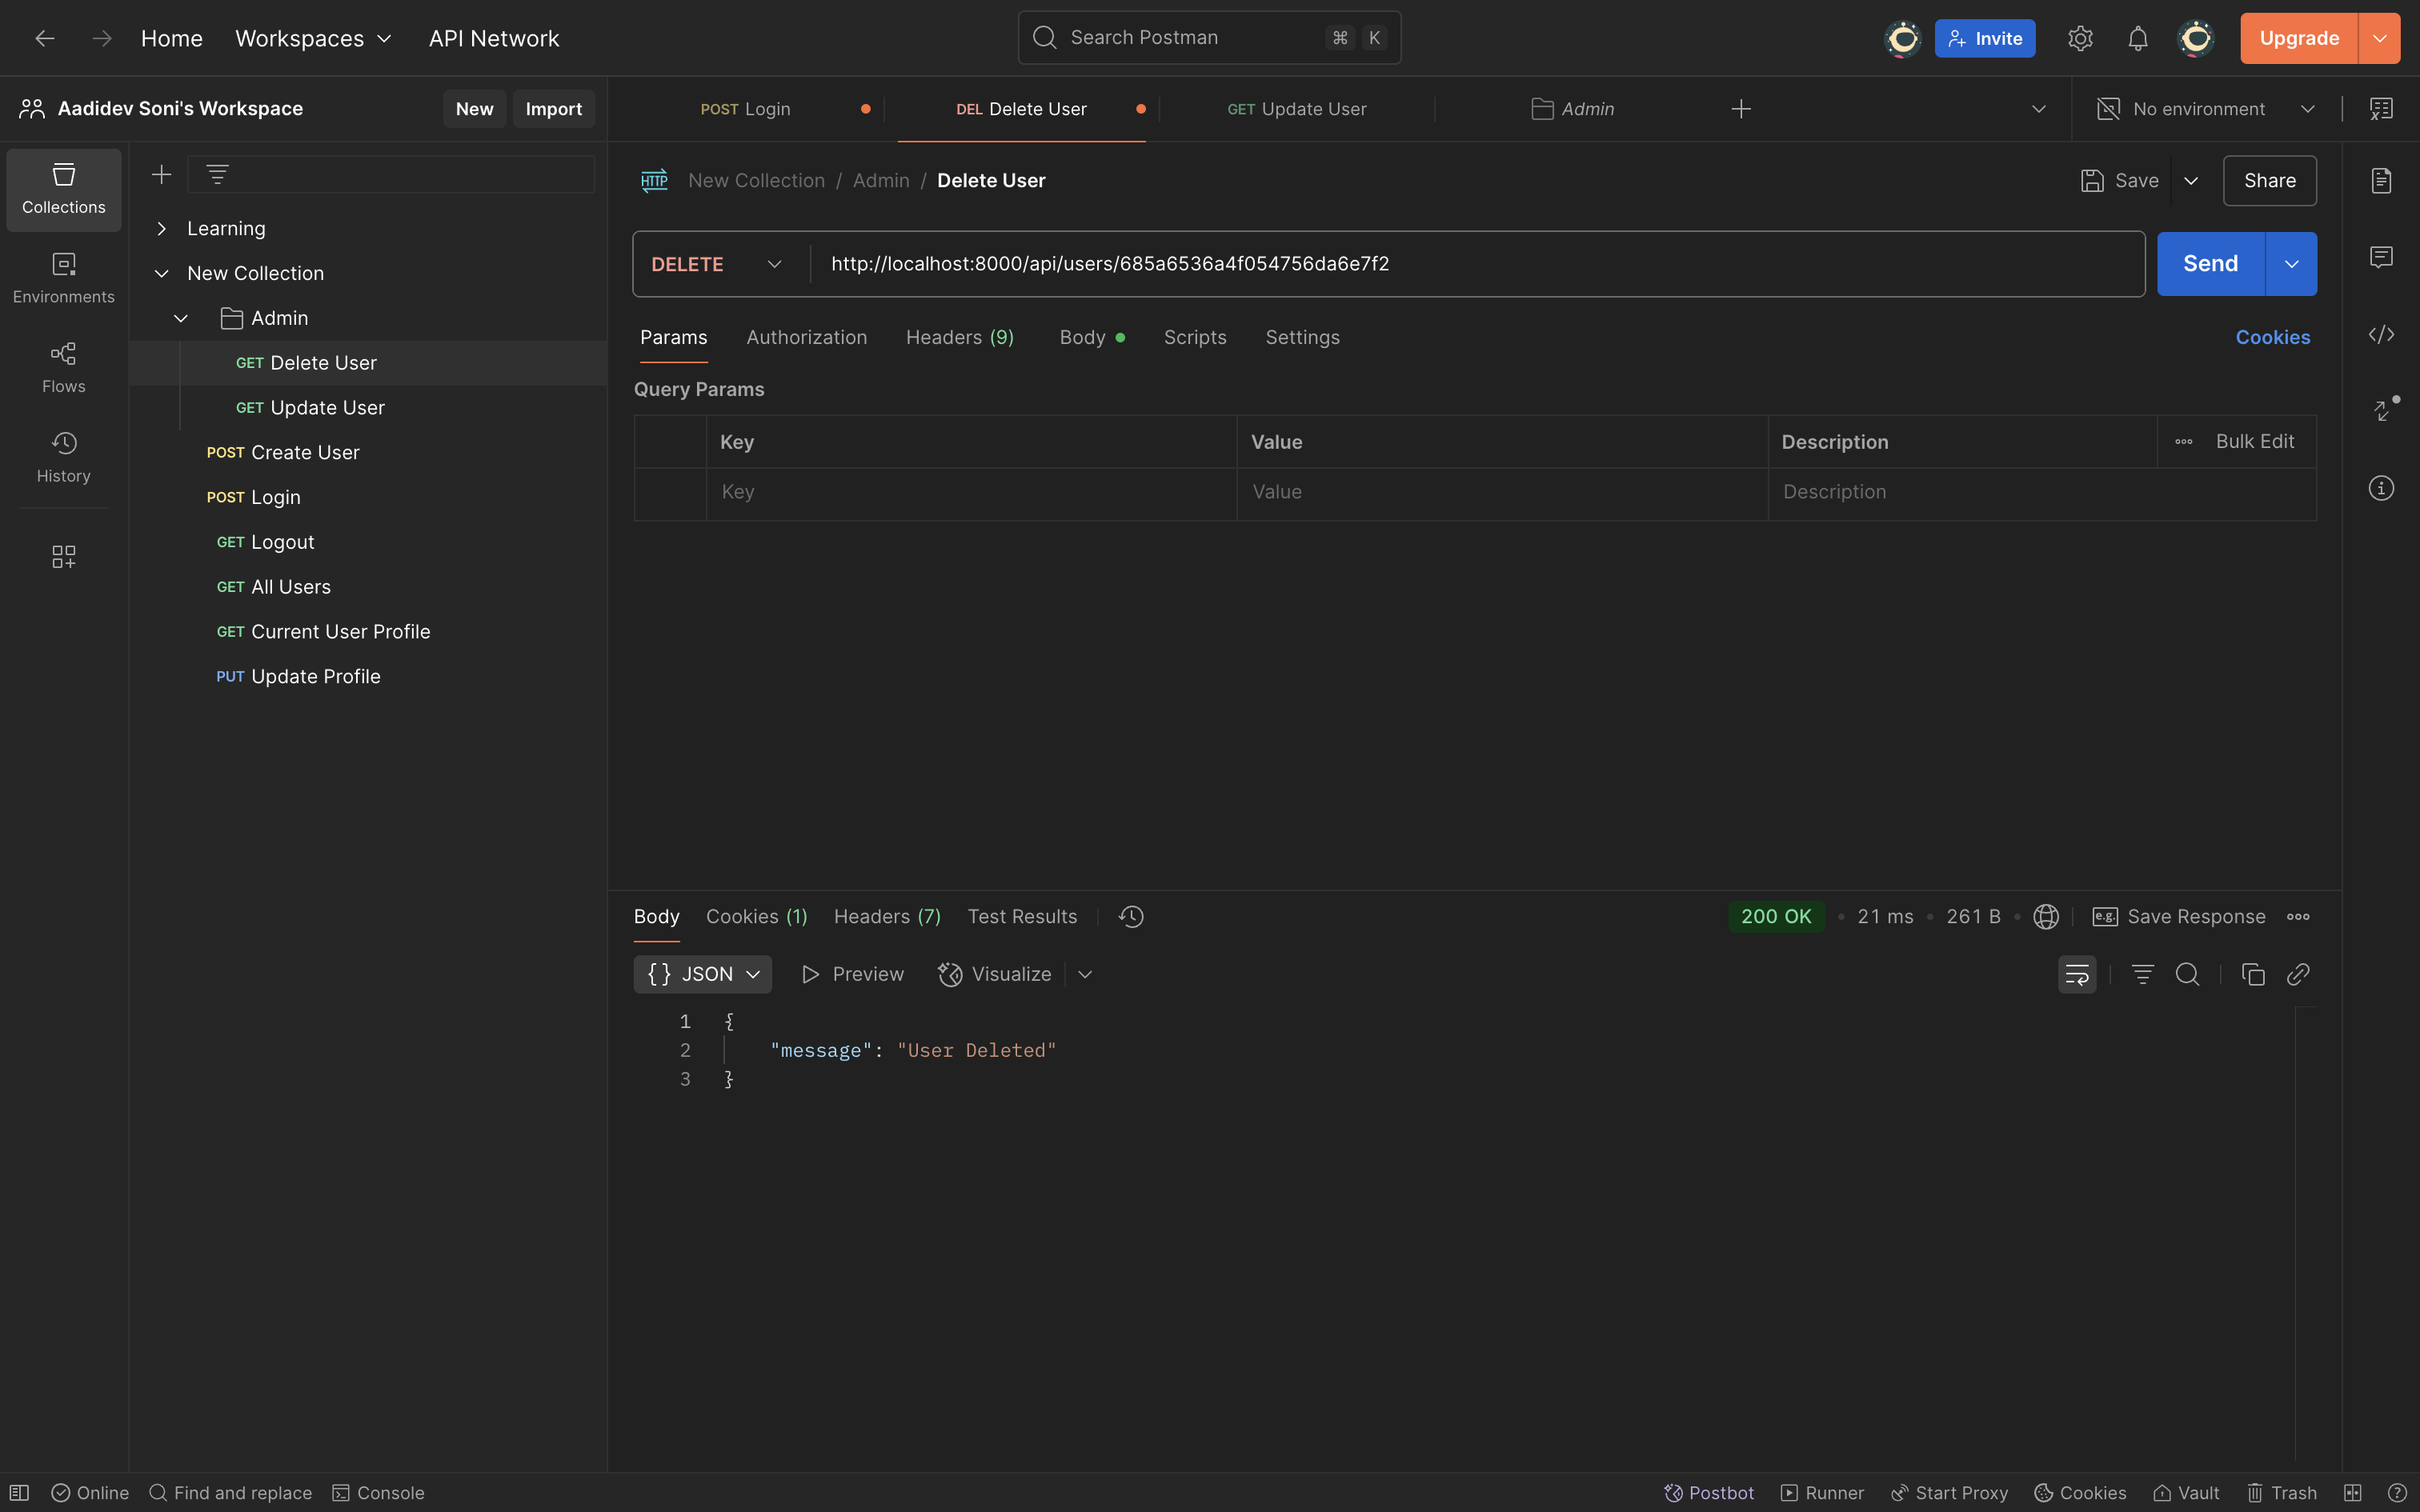 Home Workspaces API Network Search Postman ⌘ K Invite Upgrade
Aadidev Soni's Workspace New Import POST Login DEL Delete User GET Update User Admin No environment
Collections
Environments
Flows
History
Learning
New Collection
Admin
GET Delete User
GET Update User
POST Create User
POST Login
GET Logout
GET All Users
GET Current User Profile
PUT Update Profile
HTTP New Collection / Admin / Delete User Save Share
DELETE http://localhost:8000/api/users/685a6536a4f054756da6e7f2 Send
Params Authorization Headers (9) Body Scripts Settings Cookies
Query Params
Key Value Description Bulk Edit
Key Value Description
Body Cookies (1) Headers (7) Test Results 200 OK 21 ms 261 B e.g. Save Response
{} JSON Preview Visualize
1 {
2 "message": "User Deleted"
3 }
Online Find and replace Console Postbot Runner Start Proxy Cookies Vault Trash